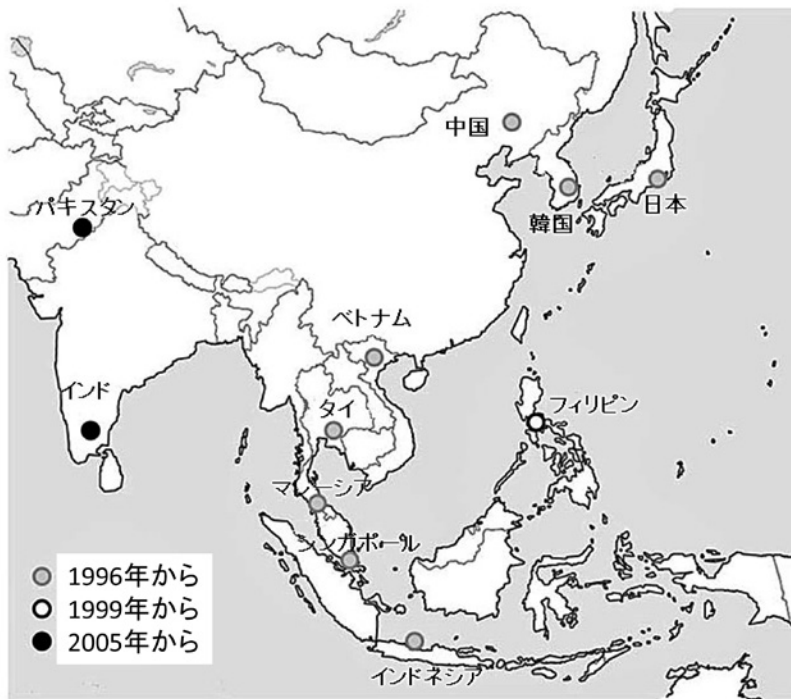 中国
日本
韓国
パキスタン
ベトナム
インド
タイ
フィリピン
マレーシア
シンガポール
インドネシア
1996年から
1999年から
2005年から